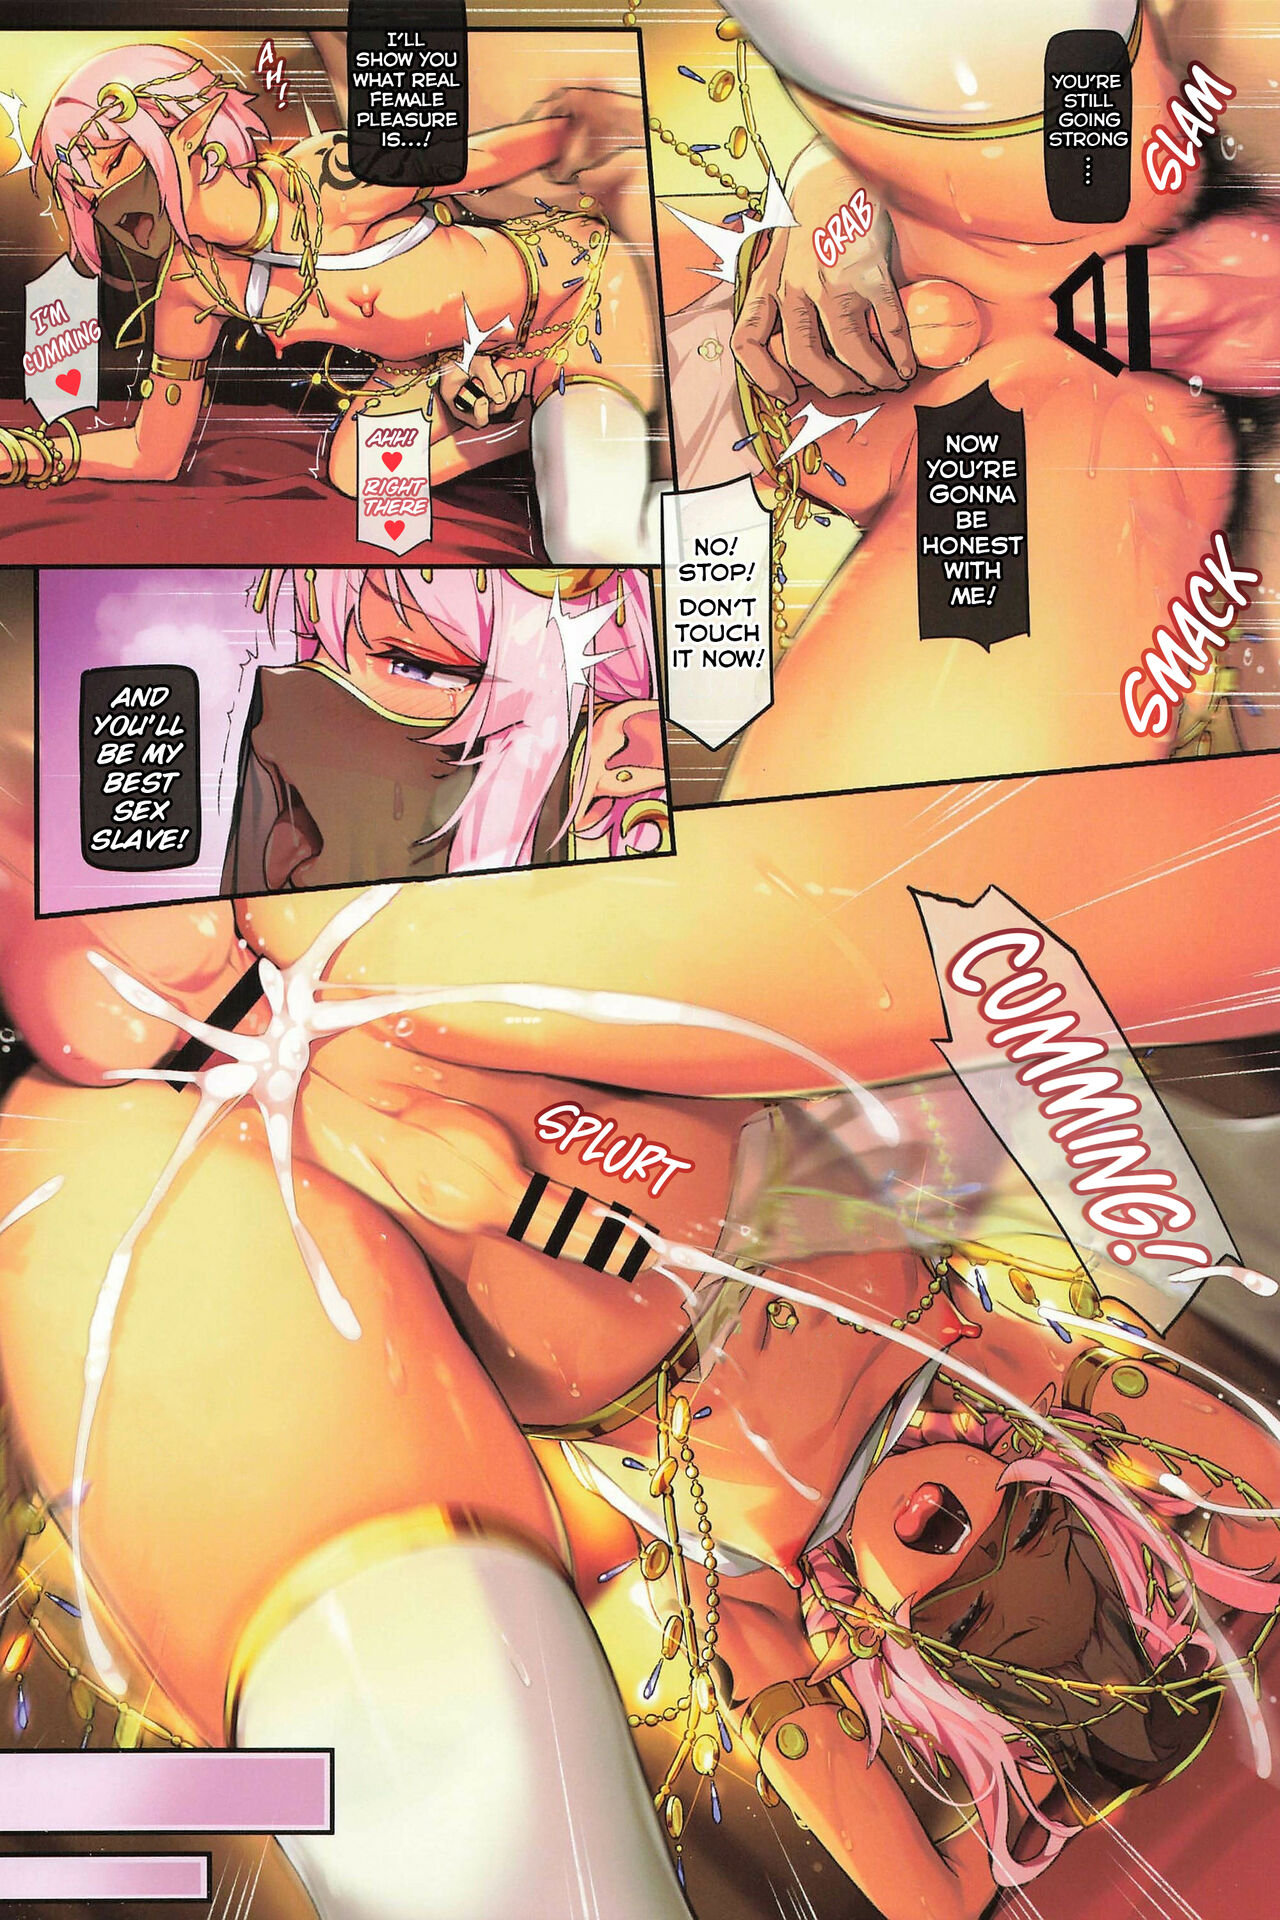 YOU'RE
STILL
GOING
STRONG
....
SLAM
GRAB
NOW
YOU'RE
GONNA
BE
HONEST
WITH
ME!
SMACK
NO!
STOP!
DON'T
TOUCH
IT NOW!
I'LL
SHOW YOU
WHAT REAL
FEMALE
PLEASURE
IS...!
AH!
I'M
CUMMING
♥
AHH!
♥
RIGHT
THERE
♥
AND
YOU'LL
BE MY
BEST
SEX
SLAVE!
CUMMING!
SPLURT